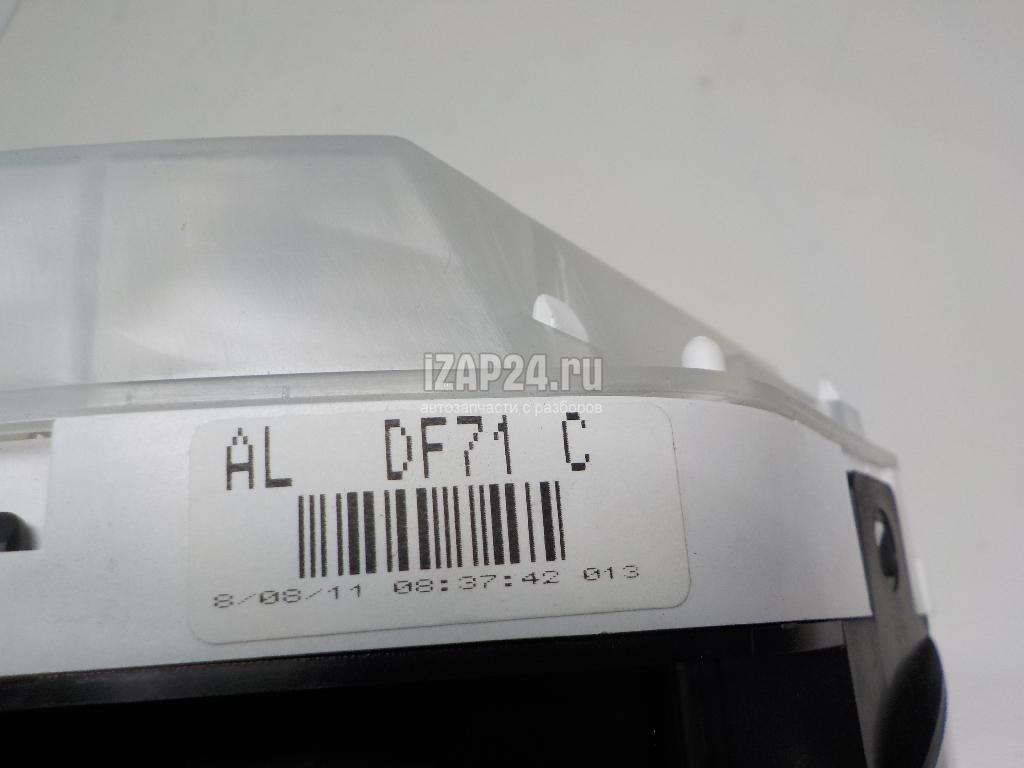 iZAP24.ru
автозапчасти с разборов
AL DF71 C
8/08/11 08:37:42 013